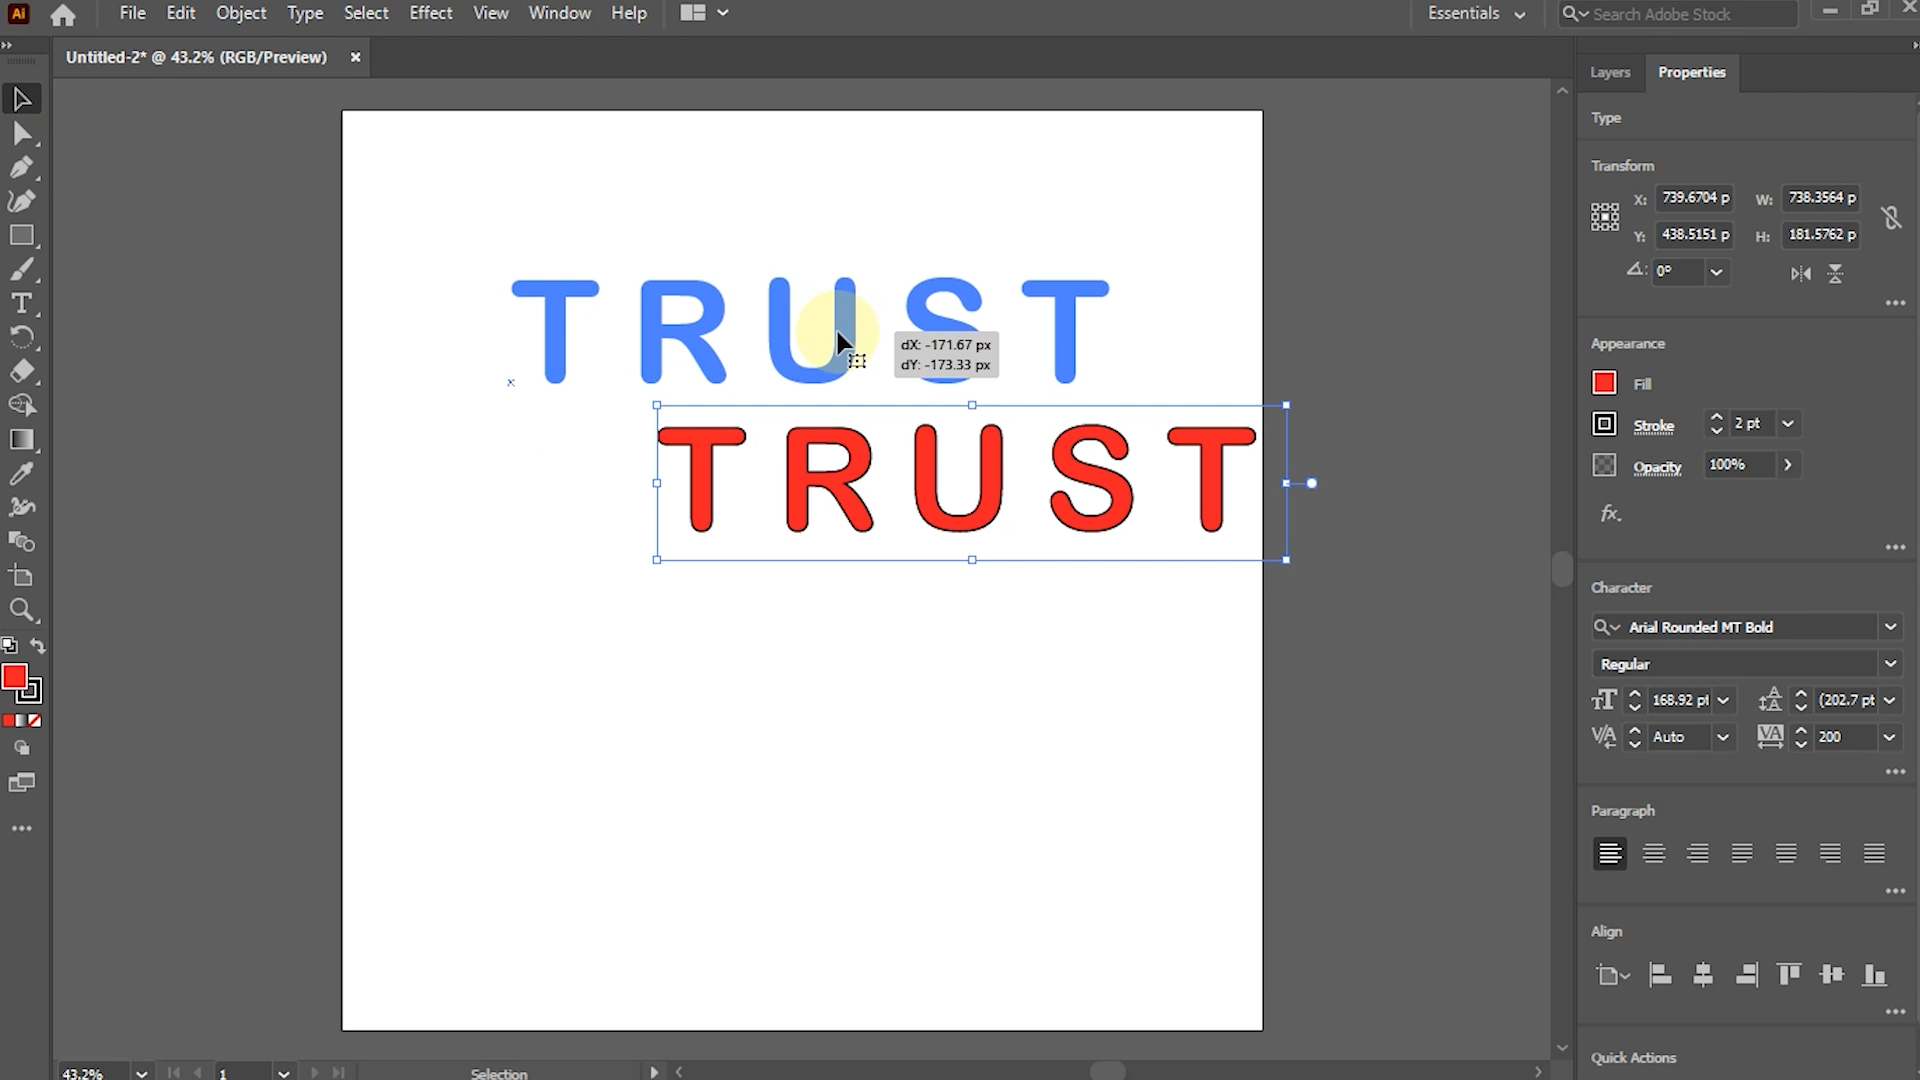 Ai File Edit Object Type Select Effect View Window Help Essentials Search Adobe Stock
Untitled-2* @ 43.2% (RGB/Preview) ×
Layers Properties
Type
Transform
X: 739.6704 p W: 738.3564 p
Y: 438.5151 p H: 181.5762 p
0°
Appearance
Fill
Stroke 2 pt
Opacity 100%
fx.
TRUST
dX: -171.67 px
dY: -173.33 px
TRUST
Character
Arial Rounded MT Bold
Regular
168.92 pt (202.7 pt
Auto 200
Paragraph
Align
Quick Actions
43.2% 1 Selection